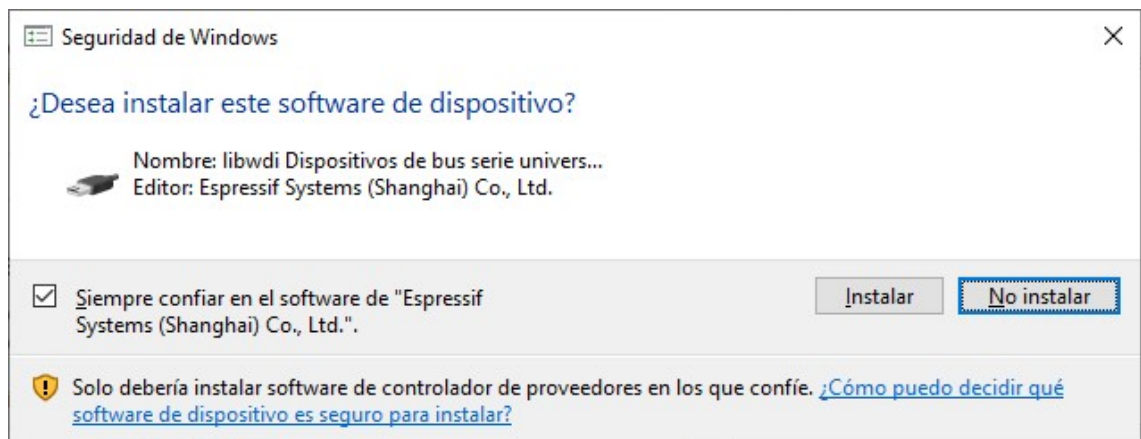 Seguridad de Windows
¿Desea instalar este software de dispositivo?
Nombre: libwdi Dispositivos de bus serie univers...
Editor: Espressif Systems (Shanghai) Co., Ltd.
Siempre confiar en el software de "Espressif
Systems (Shanghai) Co., Ltd.".
Instalar
No instalar
Solo debería instalar software de controlador de proveedores en los que confíe. ¿Cómo puedo decidir qué
software de dispositivo es seguro para instalar?